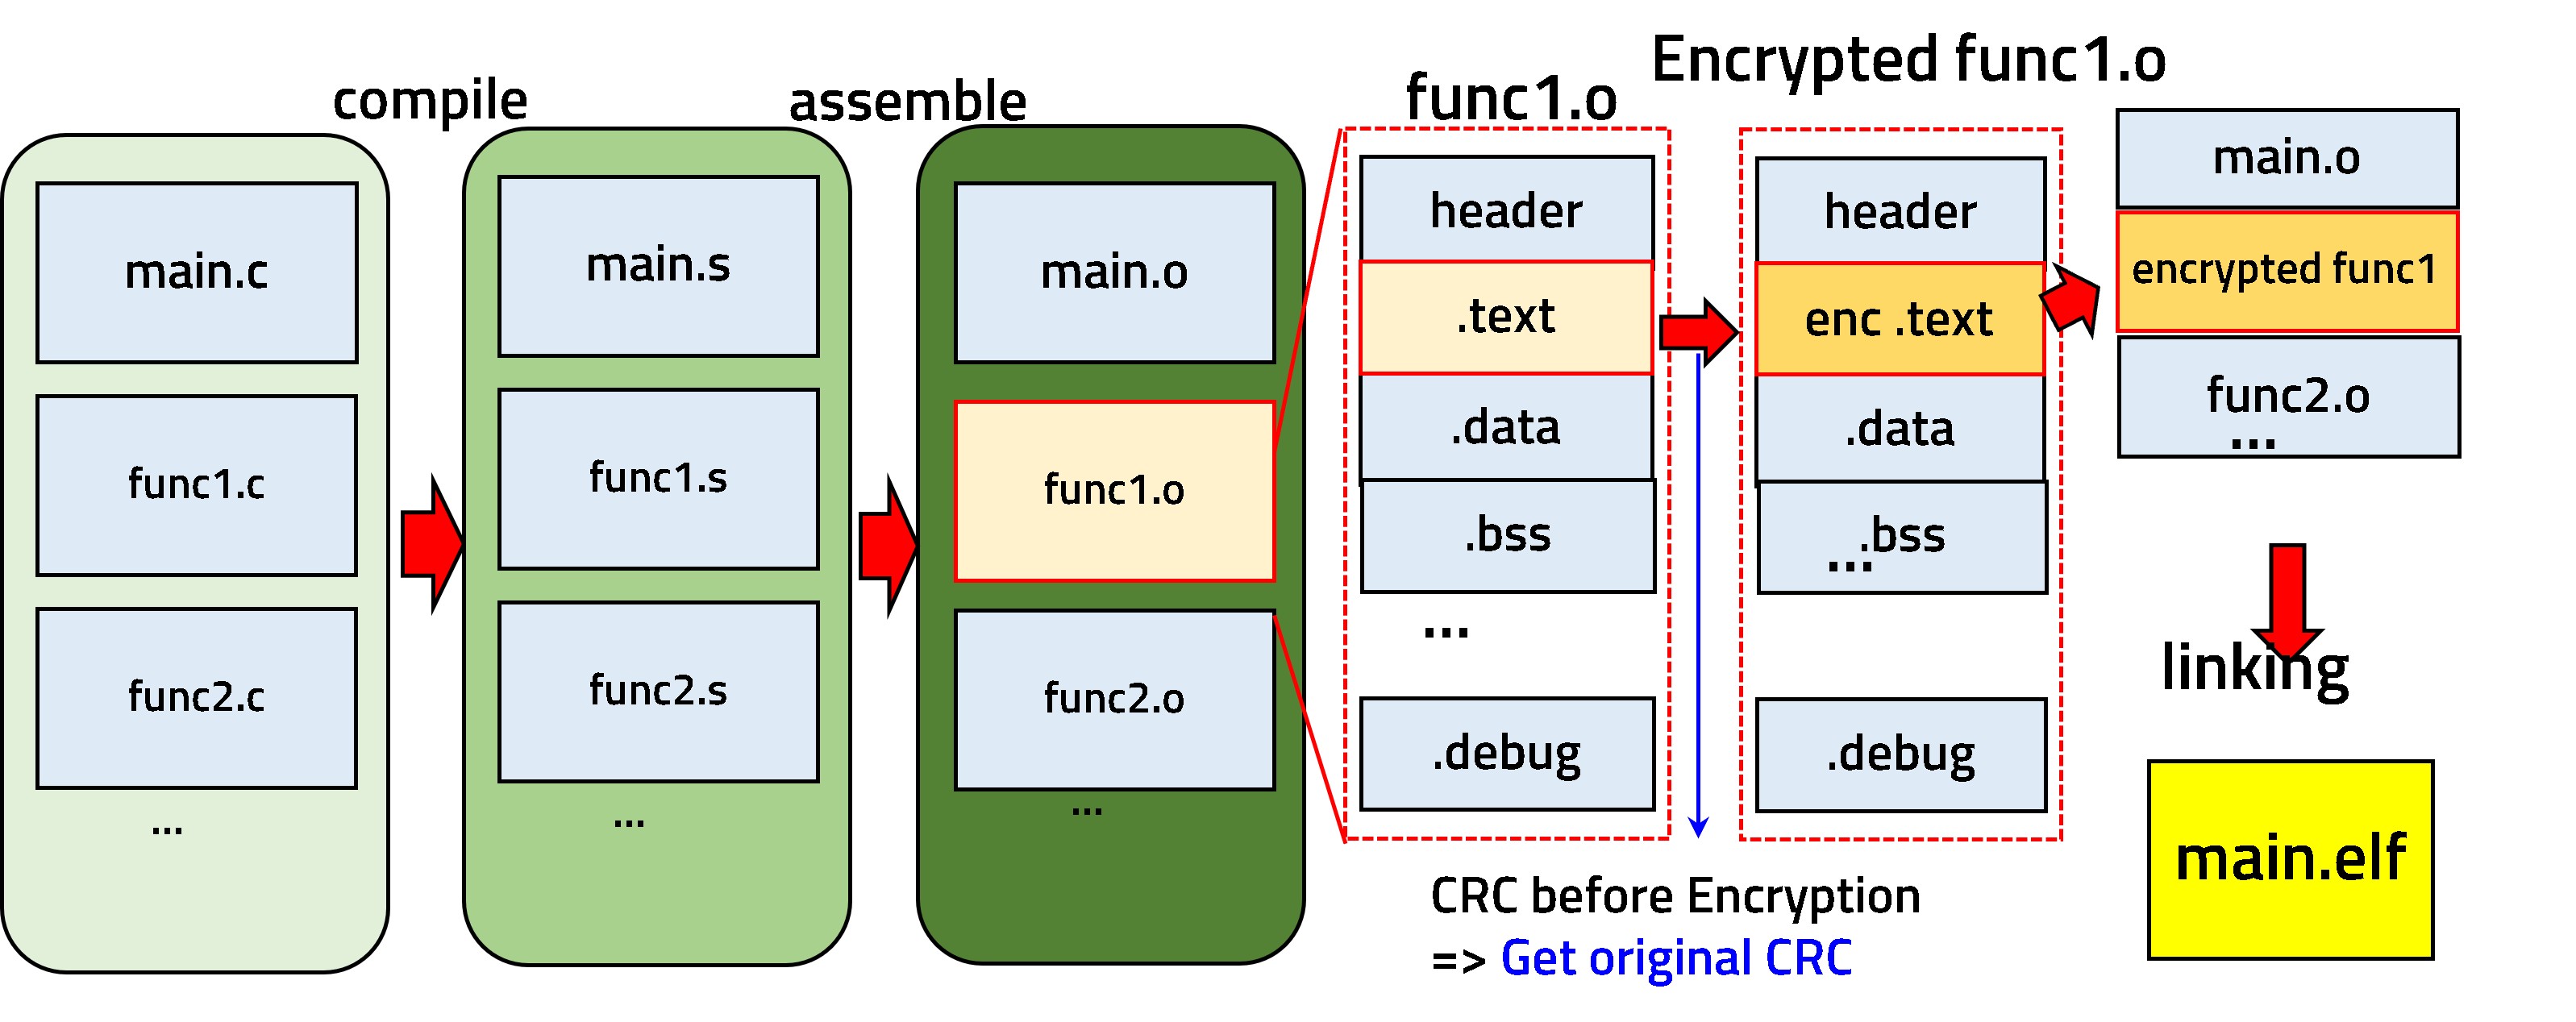 compile
main.c
func1.c
func2.c
...
main.s
func1.s
func2.s
...
assemble
main.o
func1.o
func2.o
...
func1.o
header
.text
.data
.bss
...
.debug
CRC before Encryption
=> Get original CRC
Encrypted func1.o
header
enc .text
.data
.bss
...
.debug
main.o
encrypted func1
func2.o
...
linking
main.elf